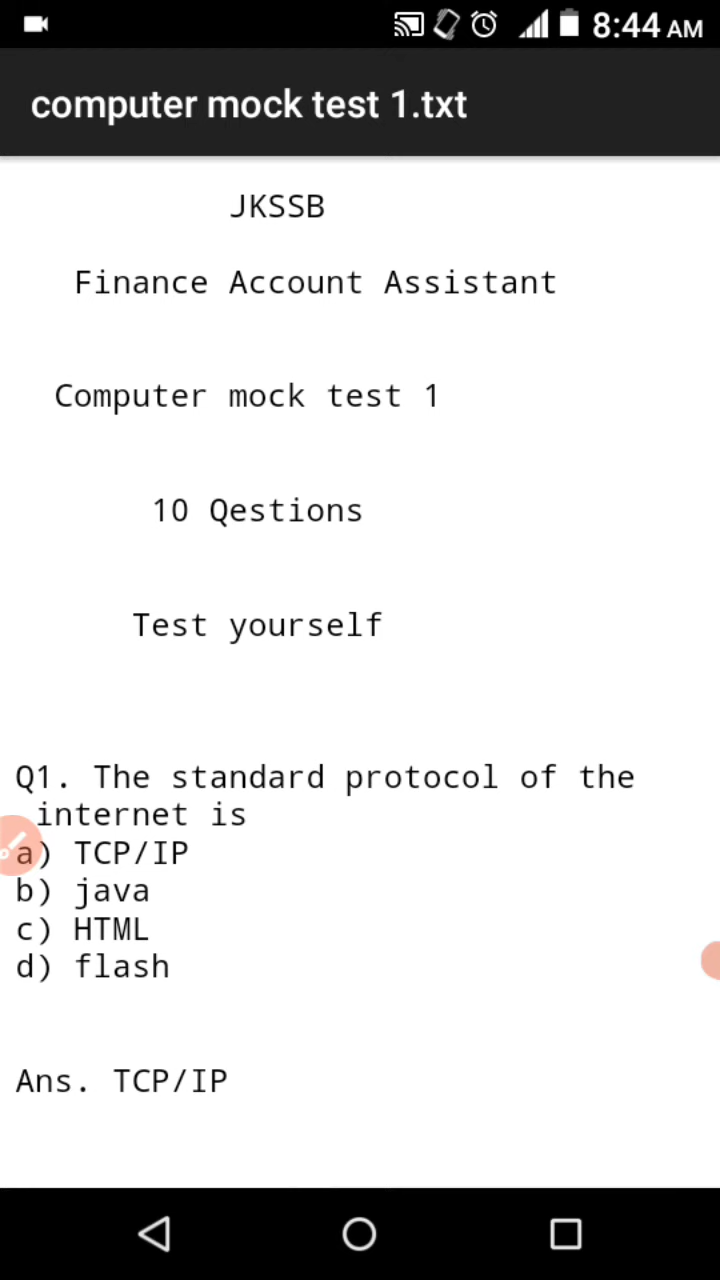 8:44 AM
computer mock test 1.txt
JKSSB
Finance Account Assistant
Computer mock test 1
10 Qestions
Test yourself
Q1. The standard protocol of the
internet is
a) TCP/IP
b) java
c) HTML
d) flash
Ans. TCP/IP